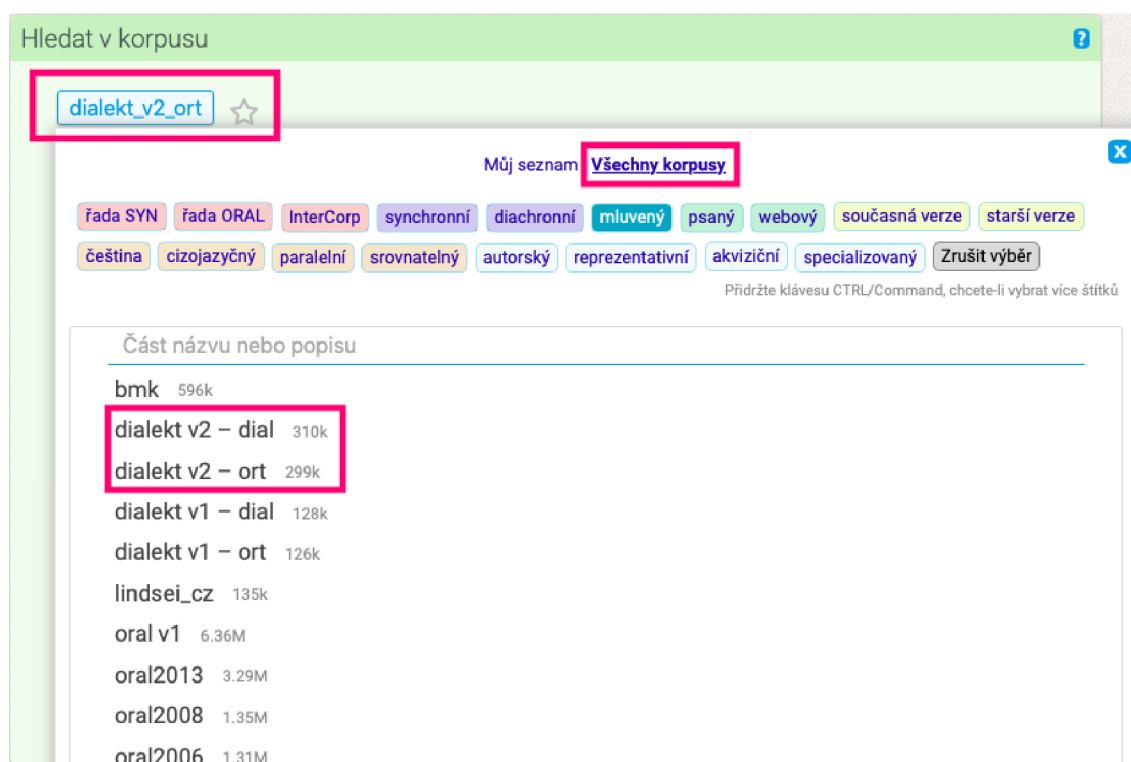 Hledat v korpusu ?
dialekt_v2_ort
Můj seznam Všechny korpusy X
řada SYN řada ORAL InterCorp synchronní diachronní mluvený psaný webový současná verze starší verze
čeština cizojazyčný paralelní srovnatelný autorský reprezentativní akviziční specializovaný Zrušit výběr
Přidržte klávesu CTRL/Command, chcete-li vybrat více štítků
Část názvu nebo popisu
bmk 596k
dialekt v2 – dial 310k
dialekt v2 – ort 299k
dialekt v1 – dial 128k
dialekt v1 – ort 126k
lindsei_cz 135k
oral v1 6.36M
oral2013 3.29M
oral2008 1.35M
oral2006 1.31M